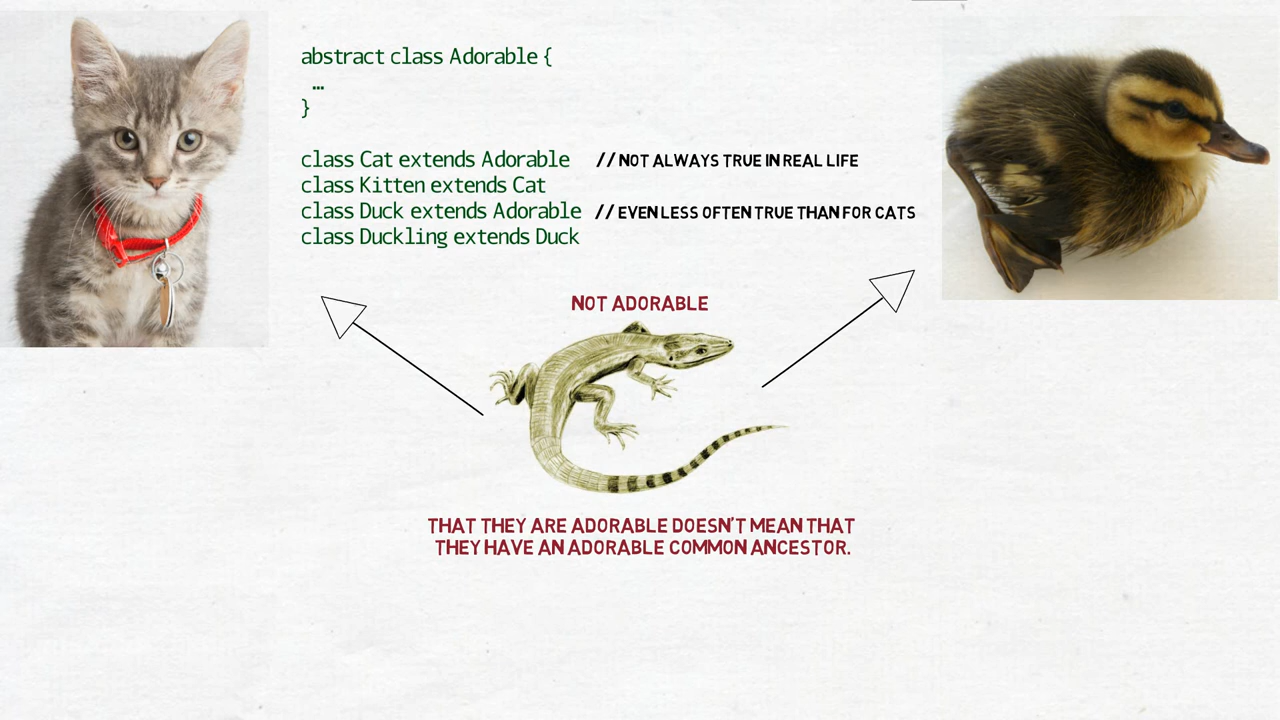 abstract class Adorable {
…
}
class Cat extends Adorable // NOT ALWAYS TRUE IN REAL LIFE
class Kitten extends Cat
class Duck extends Adorable // EVEN LESS OFTEN TRUE THAN FOR CATS
class Duckling extends Duck
NOT ADORABLE
THAT THEY ARE ADORABLE DOESN'T MEAN THAT
THEY HAVE AN ADORABLE COMMON ANCESTOR.